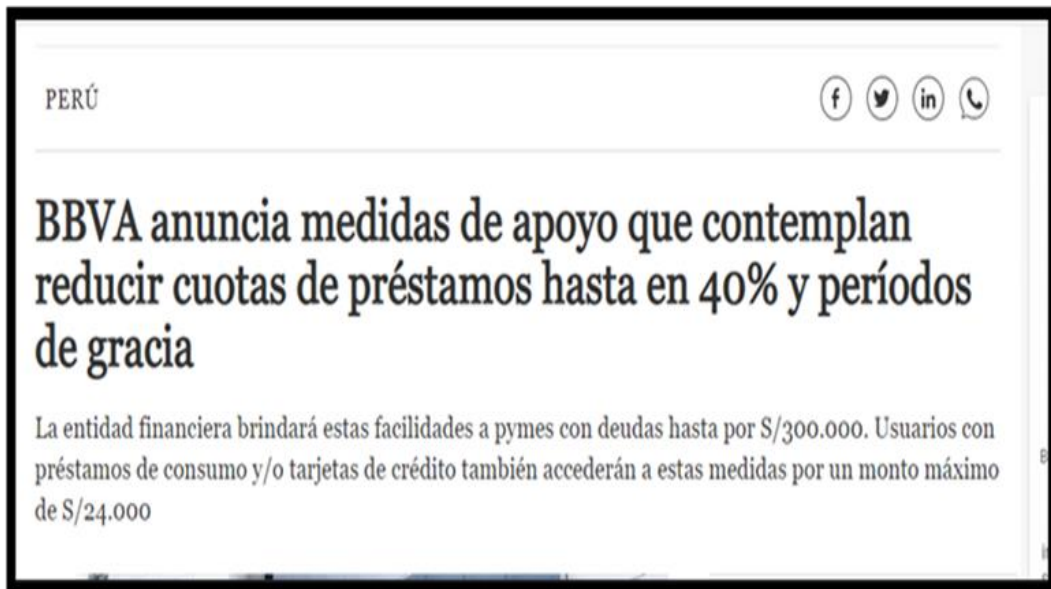 PERÚ
BBVA anuncia medidas de apoyo que contemplan
reducir cuotas de préstamos hasta en 40% y períodos
de gracia
La entidad financiera brindará estas facilidades a pymes con deudas hasta por S/300.000. Usuarios con
préstamos de consumo y/o tarjetas de crédito también accederán a estas medidas por un monto máximo
de S/24.000